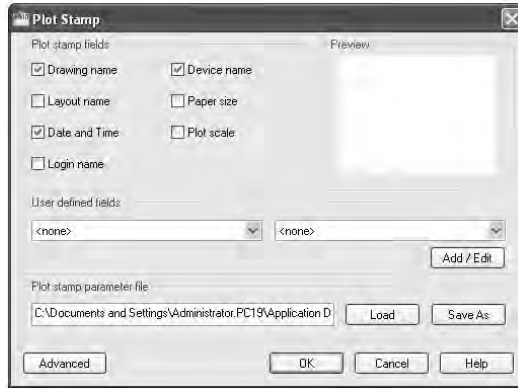 Plot Stamp
Plot stamp fields
Preview
Drawing name
Device name
Layout name
Paper size
Date and Time
Plot scale
Login name
User defined fields
<none>
<none>
Add / Edit
Plot stamp parameter file
C:\Documents and Settings\Administrator.PC19\Application D
Load
Save As
Advanced
OK
Cancel
Help